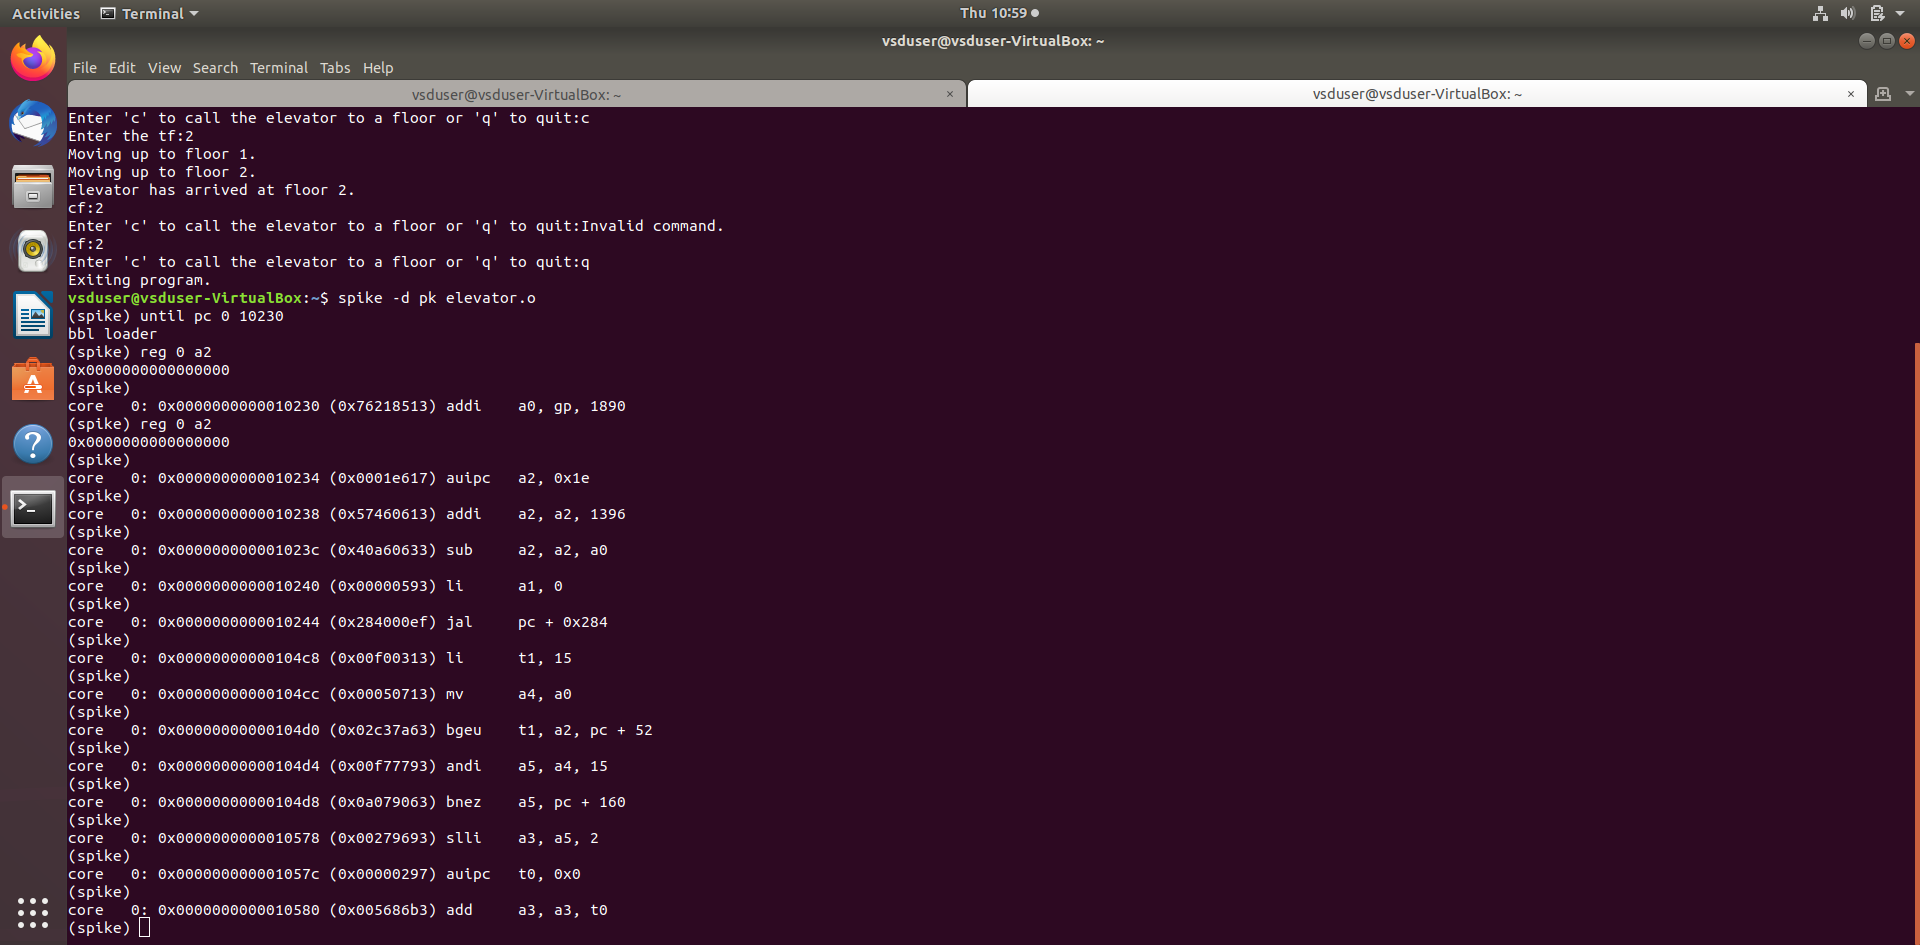 Activities Terminal Thu 10:59
vsduser@vsduser-VirtualBox: ~
File Edit View Search Terminal Tabs Help
vsduser@vsduser-VirtualBox: ~ × vsduser@vsduser-VirtualBox: ~ ×
Enter 'c' to call the elevator to a floor or 'q' to quit:c
Enter the tf:2
Moving up to floor 1.
Moving up to floor 2.
Elevator has arrived at floor 2.
cf:2
Enter 'c' to call the elevator to a floor or 'q' to quit:Invalid command.
cf:2
Enter 'c' to call the elevator to a floor or 'q' to quit:q
Exiting program.
vsduser@vsduser-VirtualBox:~$ spike -d pk elevator.o
(spike) until pc 0 10230
bbl loader
(spike) reg 0 a2
0x0000000000000000
(spike)
core   0: 0x0000000000010230 (0x76218513) addi    a0, gp, 1890
(spike) reg 0 a2
0x0000000000000000
(spike)
core   0: 0x0000000000010234 (0x0001e617) auipc   a2, 0x1e
(spike)
core   0: 0x0000000000010238 (0x57460613) addi    a2, a2, 1396
(spike)
core   0: 0x000000000001023c (0x40a60633) sub     a2, a2, a0
(spike)
core   0: 0x0000000000010240 (0x00000593) li      a1, 0
(spike)
core   0: 0x0000000000010244 (0x284000ef) jal     pc + 0x284
(spike)
core   0: 0x00000000000104c8 (0x00f00313) li      t1, 15
(spike)
core   0: 0x00000000000104cc (0x00050713) mv      a4, a0
(spike)
core   0: 0x00000000000104d0 (0x02c37a63) bgeu    t1, a2, pc + 52
(spike)
core   0: 0x00000000000104d4 (0x00f77793) andi    a5, a4, 15
(spike)
core   0: 0x00000000000104d8 (0x0a079063) bnez    a5, pc + 160
(spike)
core   0: 0x0000000000010578 (0x00279693) slli    a3, a5, 2
(spike)
core   0: 0x000000000001057c (0x00000297) auipc   t0, 0x0
(spike)
core   0: 0x0000000000010580 (0x005686b3) add     a3, a3, t0
(spike)